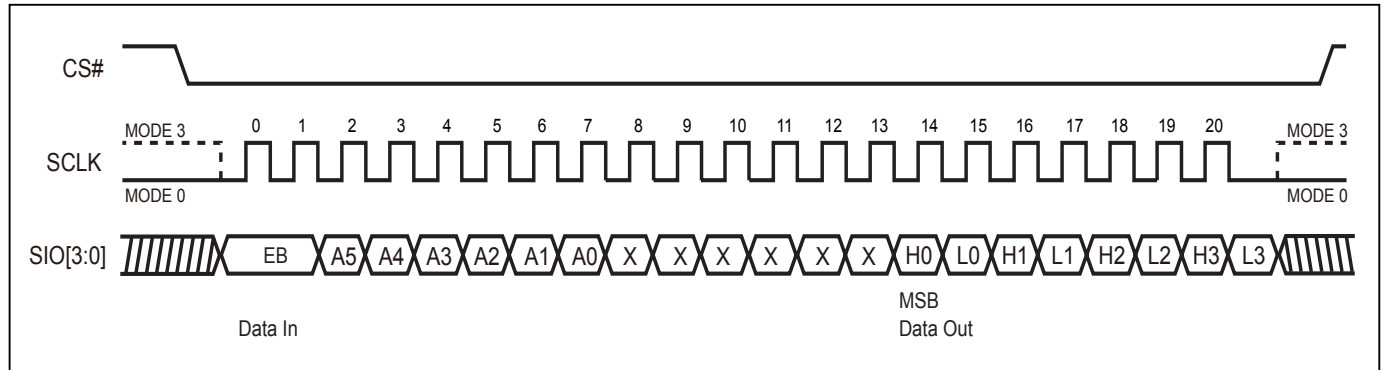 CS#
MODE 3 0 1 2 3 4 5 6 7 8 9 10 11 12 13 14 15 16 17 18 19 20 MODE 3
SCLK
MODE 0 MODE 0
SIO[3:0] EB A5 A4 A3 A2 A1 A0 X X X X X X H0 L0 H1 L1 H2 L2 H3 L3
MSB
Data In Data Out